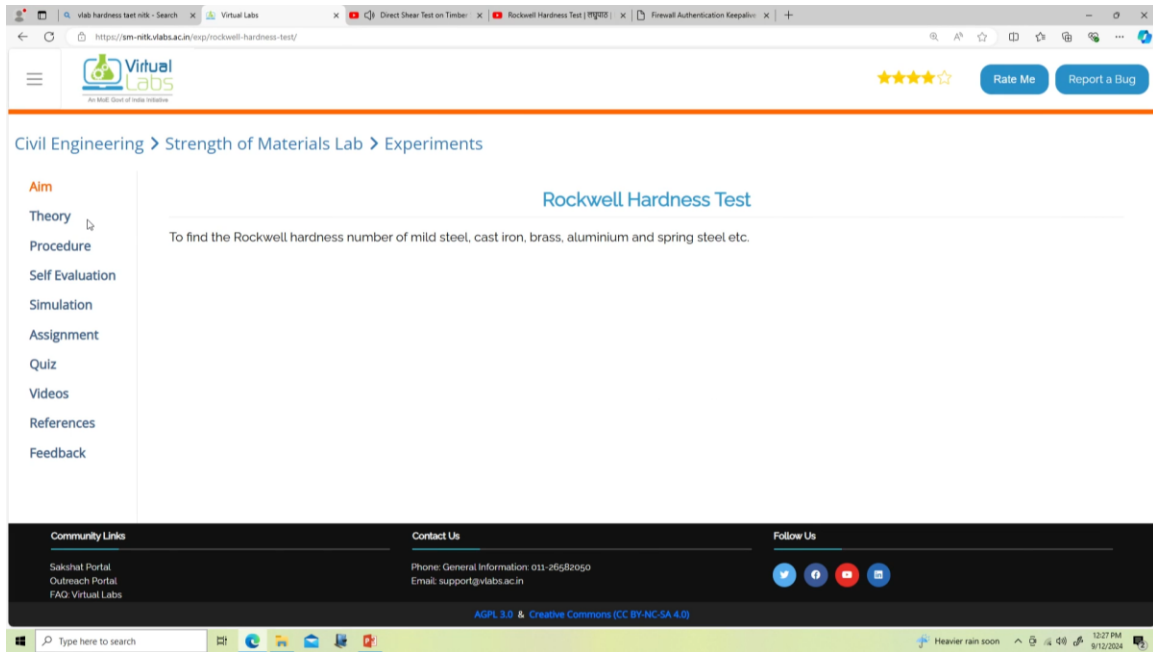 vlab hardness taet nitk - Search
Virtual Labs
Direct Shear Test on Timber
Rockwell Hardness Test |
Firewall Authentication Keepalive
https://sm-nitk.vlabs.ac.in/exp/rockwell-hardness-test/
Virtual
Labs
An MoE Govt of India Initiative
Rate Me
Report a Bug
Civil Engineering > Strength of Materials Lab > Experiments
Aim
Theory
Procedure
Self Evaluation
Simulation
Assignment
Quiz
Videos
References
Feedback
Rockwell Hardness Test
To find the Rockwell hardness number of mild steel, cast iron, brass, aluminium and spring steel etc.
Community Links
Sakshat Portal
Outreach Portal
FAQ: Virtual Labs
Contact Us
Phone: General Information: 011-26582050
Email: support@vlabs.ac.in
Follow Us
AGPL 3.0 & Creative Commons (CC BY-NC-SA 4.0)
Type here to search
Heavier rain soon
12:27 PM
9/12/2024